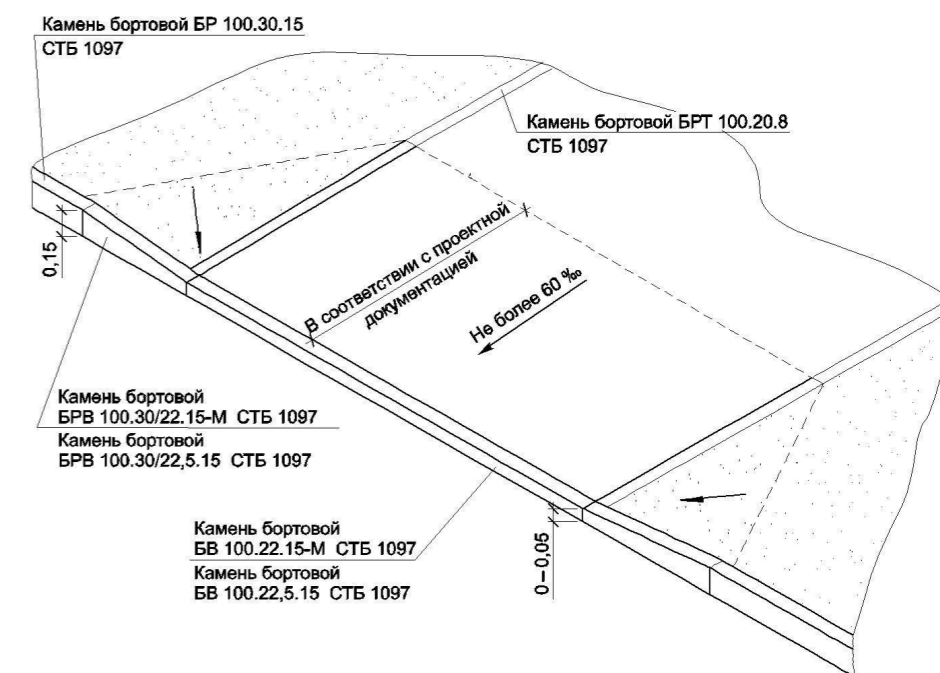 Камень бортовой БР 100.30.15
СТБ 1097
Камень бортовой БРТ 100.20.8
СТБ 1097
0,15
В соответствии с проектной
документацией
Не более 60 ‰
Камень бортовой
БРВ 100.30/22.15-М СТБ 1097
Камень бортовой
БРВ 100.30/22,5.15 СТБ 1097
Камень бортовой
БВ 100.22.15-М СТБ 1097
Камень бортовой
БВ 100.22,5.15 СТБ 1097
0–0,05